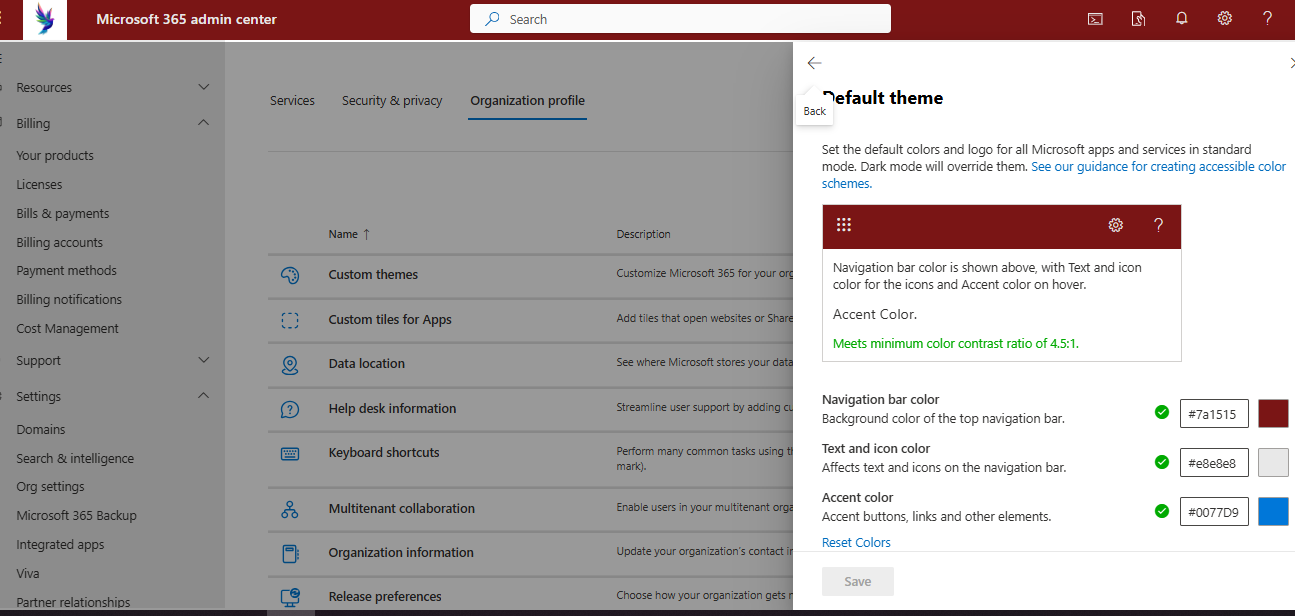 Microsoft 365 admin center
Search
?
Resources
Billing
Your products
Licenses
Bills & payments
Billing accounts
Payment methods
Billing notifications
Cost Management
Support
Settings
Domains
Search & intelligence
Org settings
Microsoft 365 Backup
Integrated apps
Viva
Partner relationships
Services
Security & privacy
Organization profile
Name ↑
Description
Custom themes
Customize Microsoft 365 for your org
Custom tiles for Apps
Add tiles that open websites or Share
Data location
See where Microsoft stores your data
Help desk information
Streamline user support by adding cu
Keyboard shortcuts
Perform many common tasks using th
mark).
Multitenant collaboration
Enable users in your multitenant orga
Organization information
Update your organization's contact in
Release preferences
Choose how your organization gets n
Back
Default theme
Set the default colors and logo for all Microsoft apps and services in standard
mode. Dark mode will override them. See our guidance for creating accessible color
schemes.
?
Navigation bar color is shown above, with Text and icon
color for the icons and Accent color on hover.
Accent Color.
Meets minimum color contrast ratio of 4.5:1.
Navigation bar color
Background color of the top navigation bar.
#7a1515
Text and icon color
Affects text and icons on the navigation bar.
#e8e8e8
Accent color
Accent buttons, links and other elements.
#0077D9
Reset Colors
Save